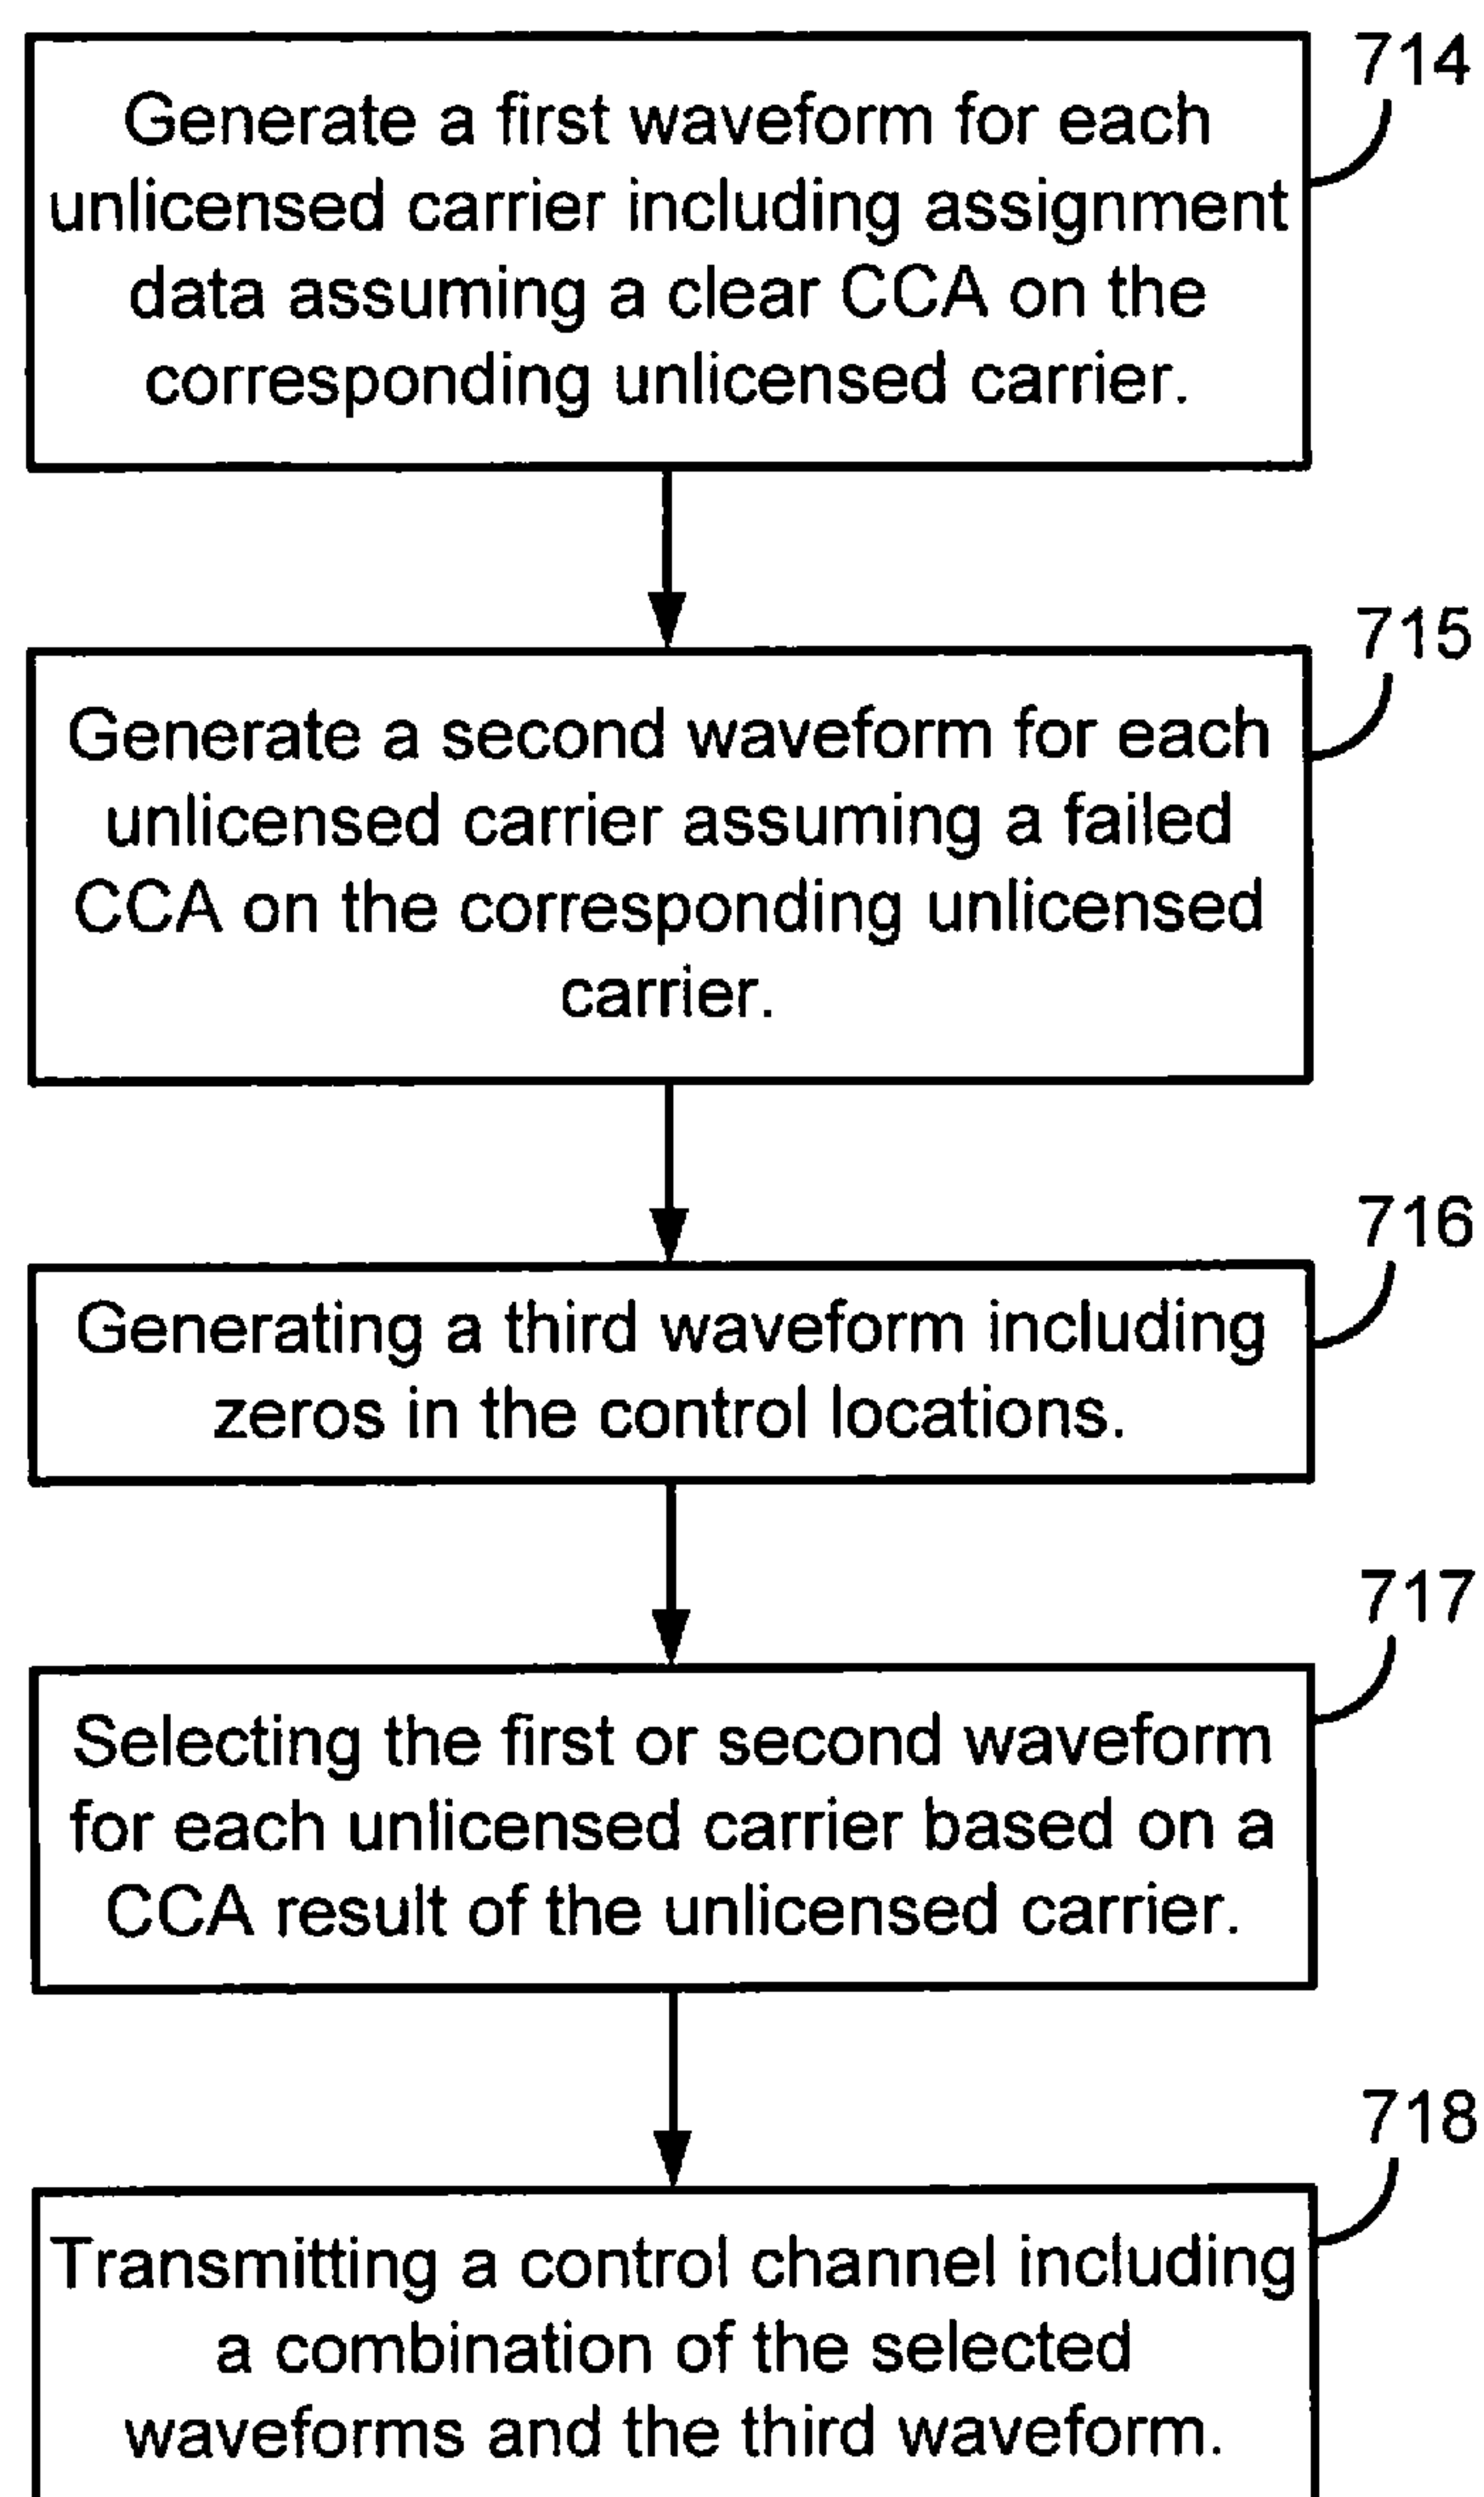 714
Generate a first waveform for each
unlicensed carrier including assignment
data assuming a clear CCA on the
corresponding unlicensed carrier.
715
Generate a second waveform for each
unlicensed carrier assuming a failed
CCA on the corresponding unlicensed
carrier.
716
Generating a third waveform including
zeros in the control locations.
717
Selecting the first or second waveform
for each unlicensed carrier based on a
CCA result of the unlicensed carrier.
718
Transmitting a control channel including
a combination of the selected
waveforms and the third waveform.